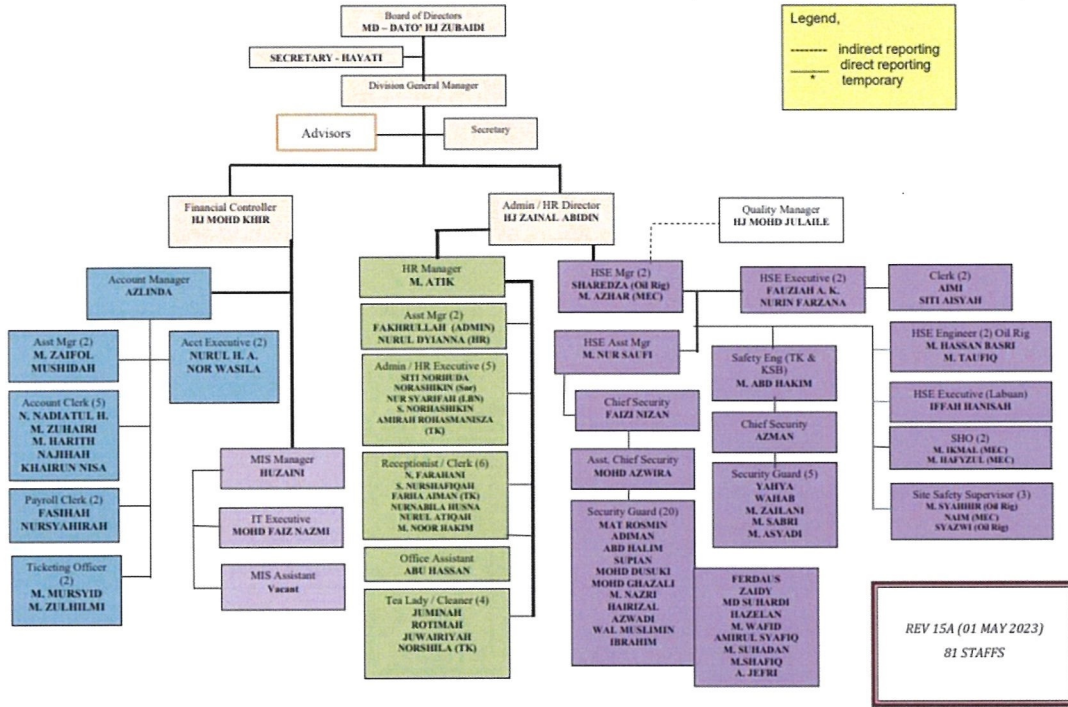 Board of Directors
MD – DATO' HJ ZUBAIDI
SECRETARY - HAYATI
Division General Manager
Advisors
Secretary
Legend,
indirect reporting
direct reporting
* temporary
Financial Controller
HJ MOHD KHIR
Admin / HR Director
HJ ZAINAL ABIDIN
Quality Manager
HJ MOHD JULAILE
Account Manager
AZLINDA
Asst Mgr (2)
M. ZAIFOL
MUSHIDAH
Acct Executive (2)
NURUL H. A.
NOR WASILA
Account Clerk (5)
N. NADIATUL H.
M. ZUHAIRI
M. HARITH
NAJIHAH
KHAIRUN NISA
Payroll Clerk (2)
FASIHAH
NURSYAHIRAH
Ticketing Officer
(2)
M. MURSYID
M. ZULHILMI
MIS Manager
HUZAINI
IT Executive
MOHD FAIZ NAZMI
MIS Assistant
Vacant
HR Manager
M. ATIK
Asst Mgr (2)
FAKHRULLAH (ADMIN)
NURUL DYIANNA (HR)
Admin / HR Executive (5)
SITI NORHUDA
NORASHIKIN (Snr)
NUR SYARIFAH (LBN)
S. NORHASHIKIN
AMIRAH ROHASMANISZA
(TK)
Receptionist / Clerk (6)
N. FARAHANI
S. NURSHAFIQAH
FARHA AIMAN (TK)
NURNABILA HUSNA
NURUL ATIQAH
M. NOOR HAKIM
Office Assistant
ABU HASSAN
Tea Lady / Cleaner (4)
JUMINAH
ROTIMAH
JUWAIRIYAH
NORSHILA (TK)
HSE Mgr (2)
SHAREDZA (Oil Rig)
M. AZHAR (MEC)
HSE Executive (2)
FAUZIAH A. K.
NURIN FARZANA
Clerk (2)
AIMI
SITI AISYAH
HSE Asst Mgr
M. NUR SAUFI
Chief Security
FAIZI NIZAN
Asst. Chief Security
MOHD AZWIRA
Security Guard (20)
MAT ROSMIN
ADIMAN
ABD HALIM
SUPIAN
MOHD DUSUKI
MOHD GHAZALI
M. NAZRI
HAIRIZAL
AZWADI
WAL MUSLIMIN
IBRAHIM
FERDAUS
ZAIDY
MD SUHARDI
HAZELAN
M. WAFID
AMIRUL SYAFIQ
M. SUHADAN
M.SHAFIQ
A. JEFRI
Safety Eng (TK &
KSB)
M. ABD HAKIM
Chief Security
AZMAN
Security Guard (5)
YAHYA
WAHAB
M. ZAILANI
M. SABRI
M. ASYADI
HSE Engineer (2) Oil Rig
M. HASSAN BASRI
M. TAUFIQ
HSE Executive (Labuan)
IFFAH HANISAH
SHO (2)
M. IKMAL (MEC)
M. HAFYZUL (MEC)
Site Safety Supervisor (3)
M. SYAHHIR (Oil Rig)
NAIM (MEC)
SYAZWI (Oil Rig)
REV 15A (01 MAY 2023)
81 STAFFS